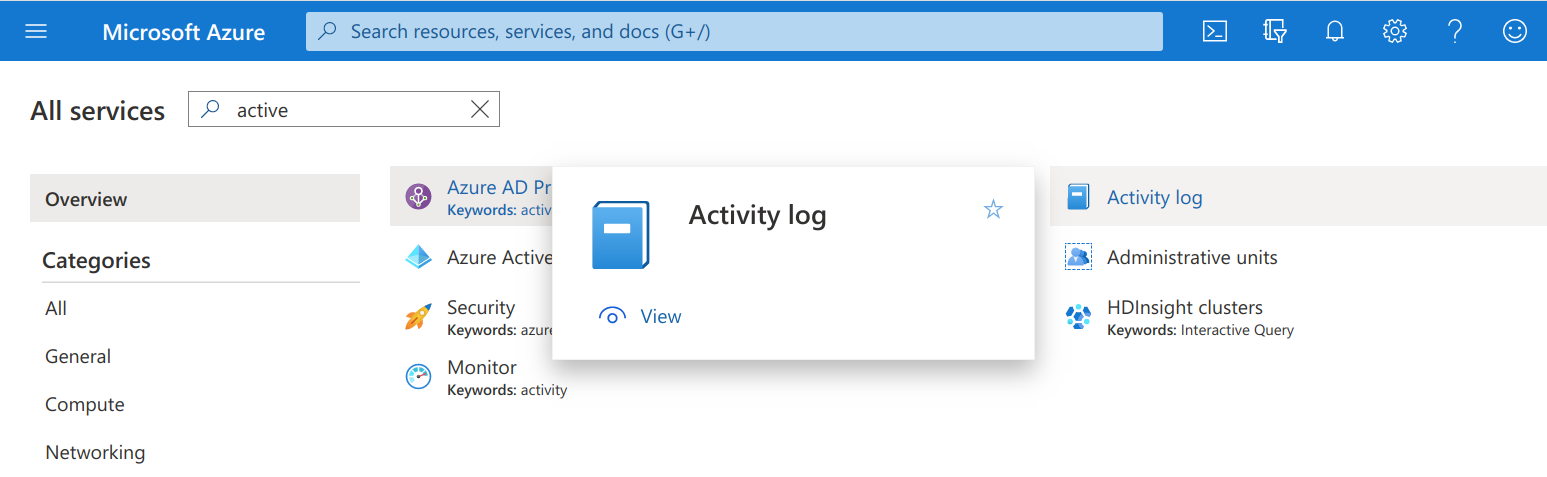 Microsoft Azure
Search resources, services, and docs (G+/)
All services
active
Overview
Categories
All
General
Compute
Networking
Azure AD Pr
Keywords: activ
Azure Active
Security
Keywords: azure
Monitor
Keywords: activity
Activity log
View
Activity log
Administrative units
HDInsight clusters
Keywords: Interactive Query